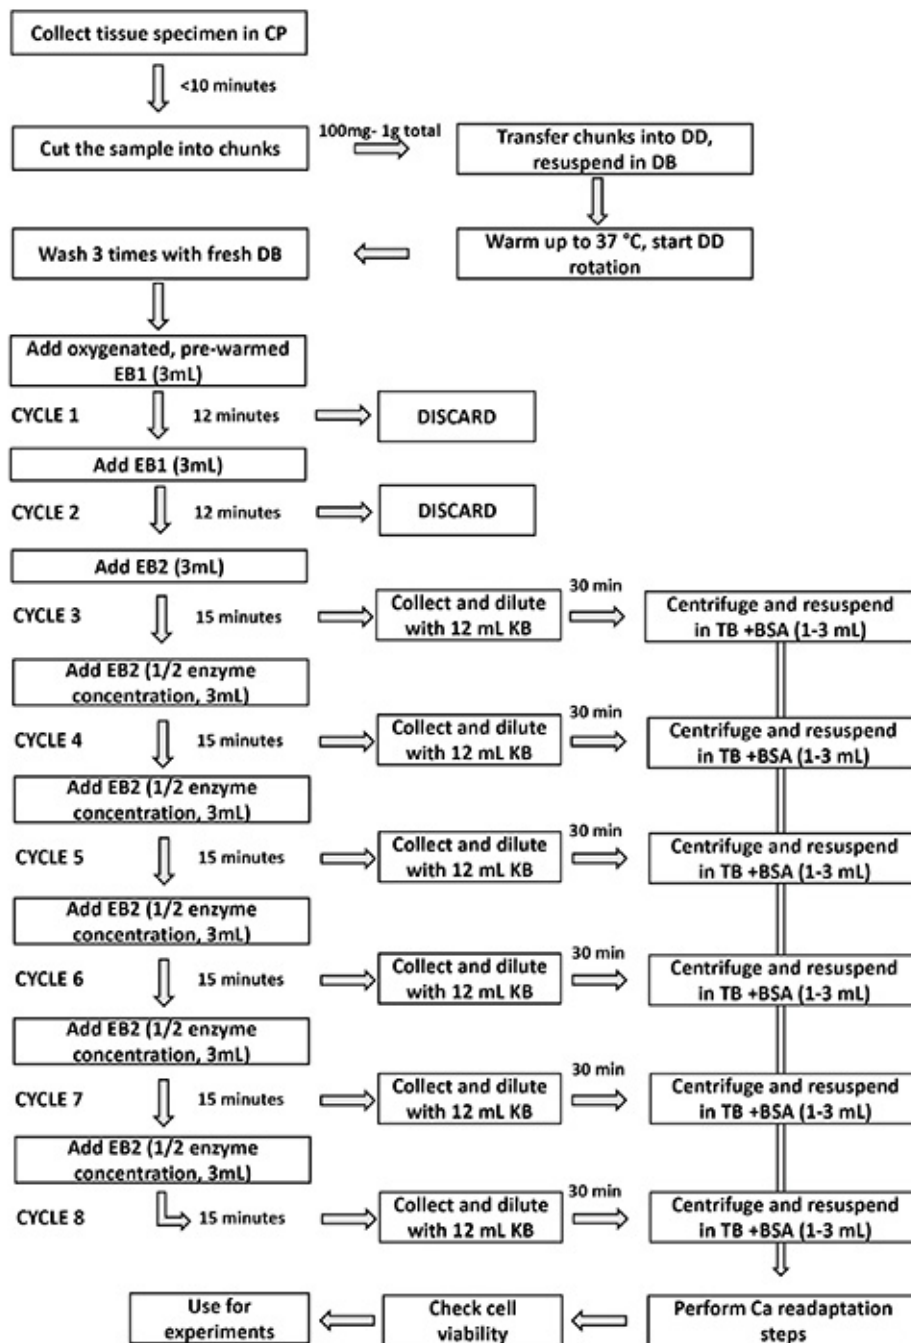 Collect tissue specimen in CP
<10 minutes
Cut the sample into chunks
100mg- 1g total
Transfer chunks into DD,
resuspend in DB
Warm up to 37 °C, start DD
rotation
Wash 3 times with fresh DB
Add oxygenated, pre-warmed
EB1 (3mL)
CYCLE 1
12 minutes
DISCARD
Add EB1 (3mL)
CYCLE 2
12 minutes
DISCARD
Add EB2 (3mL)
CYCLE 3
15 minutes
Collect and dilute
with 12 mL KB
30 min
Centrifuge and resuspend
in TB +BSA (1-3 mL)
Add EB2 (1/2 enzyme
concentration, 3mL)
CYCLE 4
15 minutes
Collect and dilute
with 12 mL KB
30 min
Centrifuge and resuspend
in TB +BSA (1-3 mL)
Add EB2 (1/2 enzyme
concentration, 3mL)
CYCLE 5
15 minutes
Collect and dilute
with 12 mL KB
30 min
Centrifuge and resuspend
in TB +BSA (1-3 mL)
Add EB2 (1/2 enzyme
concentration, 3mL)
CYCLE 6
15 minutes
Collect and dilute
with 12 mL KB
30 min
Centrifuge and resuspend
in TB +BSA (1-3 mL)
Add EB2 (1/2 enzyme
concentration, 3mL)
CYCLE 7
15 minutes
Collect and dilute
with 12 mL KB
30 min
Centrifuge and resuspend
in TB +BSA (1-3 mL)
Add EB2 (1/2 enzyme
concentration, 3mL)
CYCLE 8
15 minutes
Collect and dilute
with 12 mL KB
30 min
Centrifuge and resuspend
in TB +BSA (1-3 mL)
Perform Ca readaptation
steps
Check cell
viability
Use for
experiments